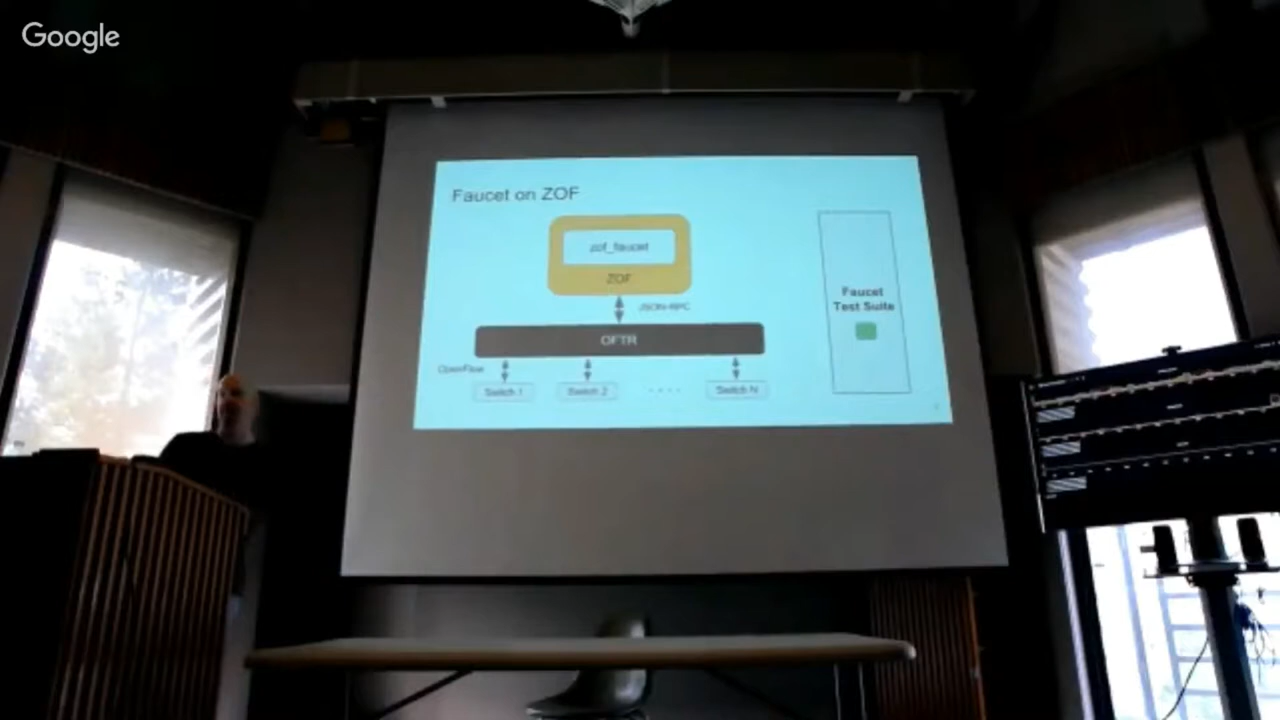 Google
Faucet on ZOF
zof_faucet
ZOF
JSON-RPC
OFTR
OpenFlow
Switch 1
Switch 2
. . . .
Switch N
Faucet
Test Suite